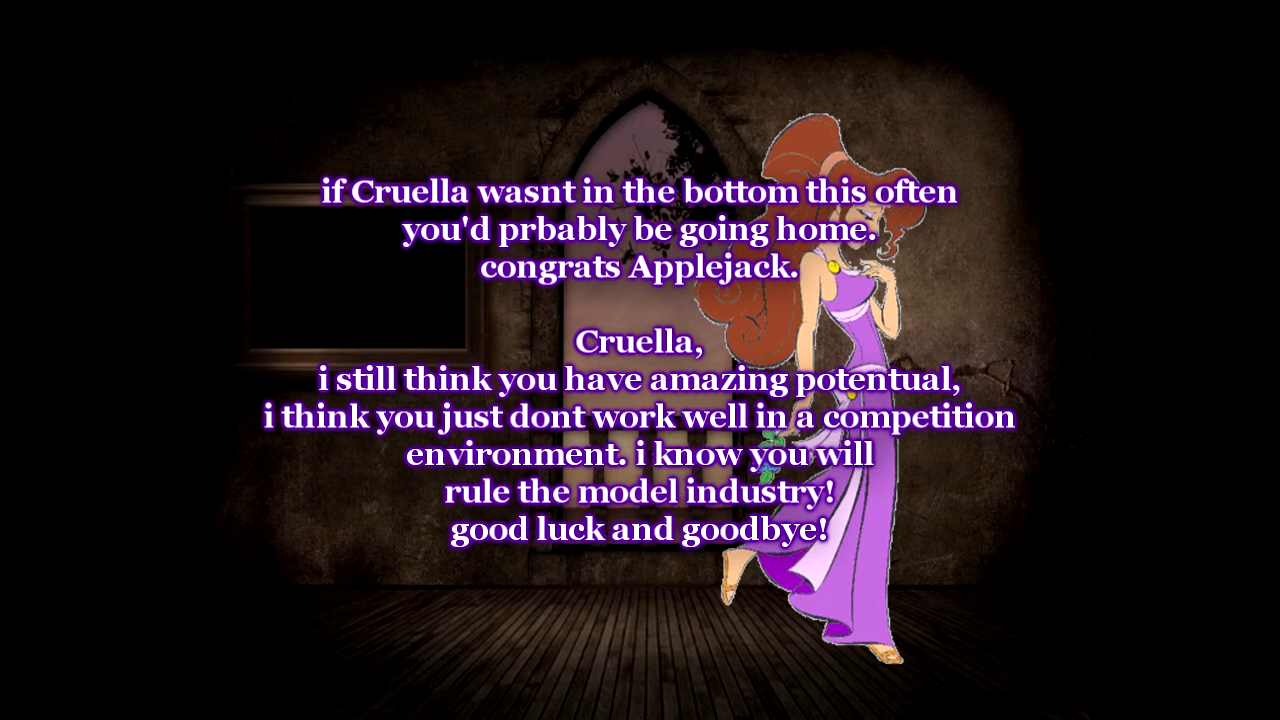 if Cruella wasnt in the bottom this often
you'd prbably be going home.
congrats Applejack.
Cruella,
i still think you have amazing potentual,
i think you just dont work well in a competition
environment. i know you will
rule the model industry!
good luck and goodbye!